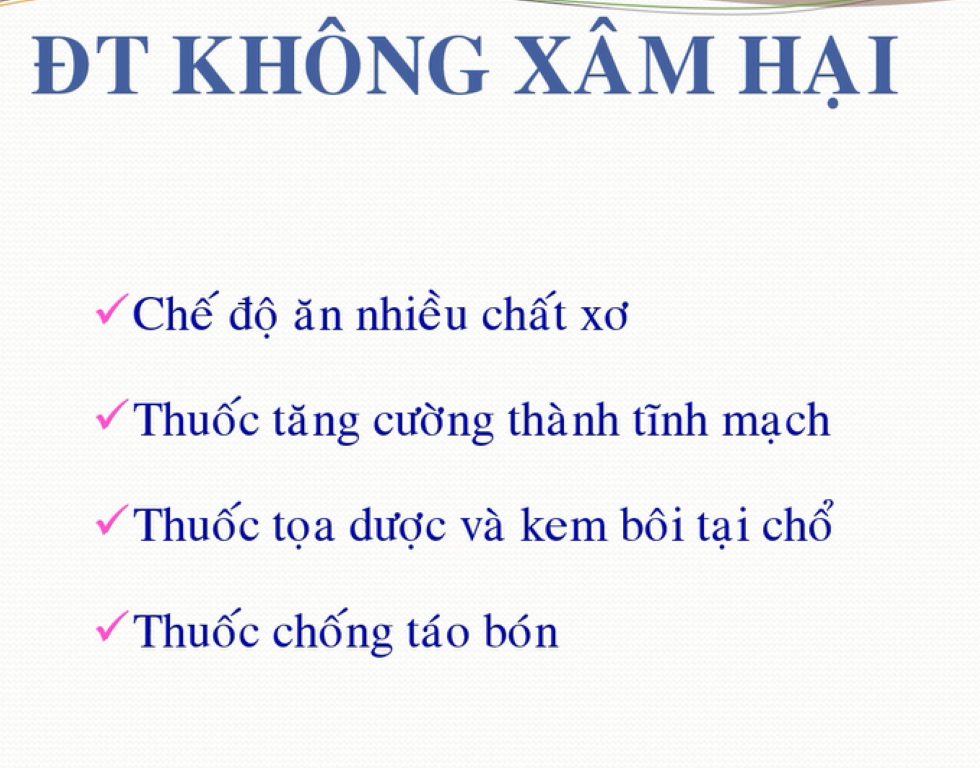 ĐT KHÔNG XÂM HẠI
✓Chế độ ăn nhiều chất xơ
✓Thuốc tăng cường thành tĩnh mạch
✓Thuốc tọa dược và kem bôi tại chổ
✓Thuốc chống táo bón